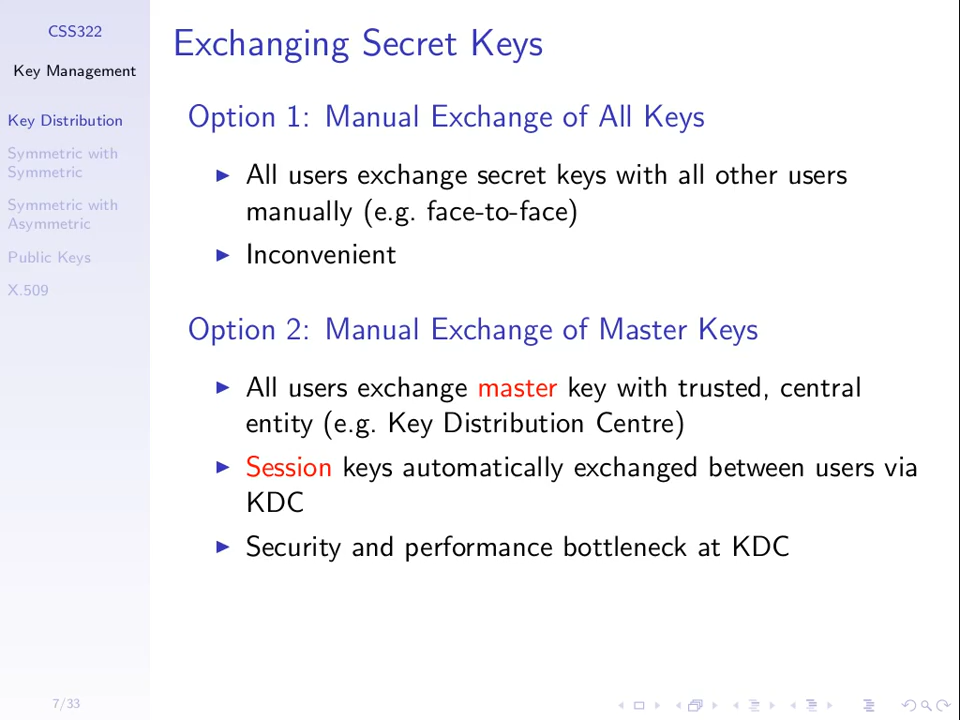 CSS322
Key Management
Key Distribution
Symmetric with
Symmetric
Symmetric with
Asymmetric
Public Keys
X.509
7/33
Exchanging Secret Keys
Option 1: Manual Exchange of All Keys
All users exchange secret keys with all other users
manually (e.g. face-to-face)
Inconvenient
Option 2: Manual Exchange of Master Keys
All users exchange master key with trusted, central
entity (e.g. Key Distribution Centre)
Session keys automatically exchanged between users via
KDC
Security and performance bottleneck at KDC